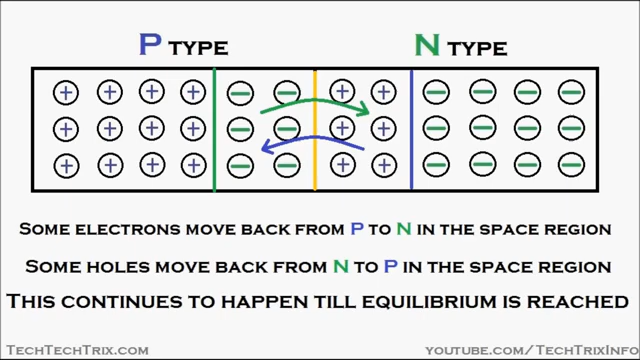 P TYPE
N TYPE
SOME ELECTRONS MOVE BACK FROM P TO N IN THE SPACE REGION
SOME HOLES MOVE BACK FROM N TO P IN THE SPACE REGION
THIS CONTINUES TO HAPPEN TILL EQUILIBRIUM IS REACHED
TECHTECHTRIX.COM
YOUTUBE.COM/TECHTRIXINFO